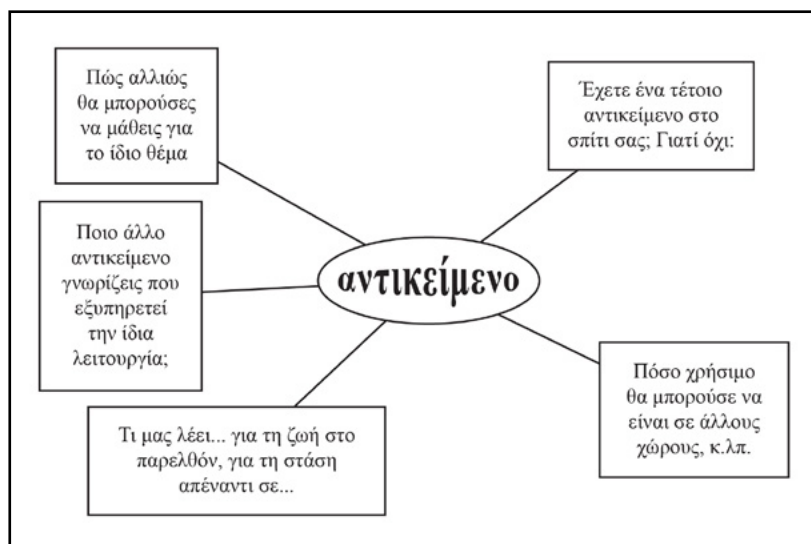 Πώς αλλιώς
θα μπορούσες
να μάθεις για
το ίδιο θέμα
Έχετε ένα τέτοιο
αντικείμενο στο
σπίτι σας; Γιατί όχι:
Ποιο άλλο
αντικείμενο
γνωρίζεις που
εξυπηρετεί
την ίδια
λειτουργία;
αντικείμενο
Πόσο χρήσιμο
θα μπορούσε να
είναι σε άλλους
χώρους, κ.λπ.
Τι μας λέει... για τη ζωή στο
παρελθόν, για τη στάση
απέναντι σε...